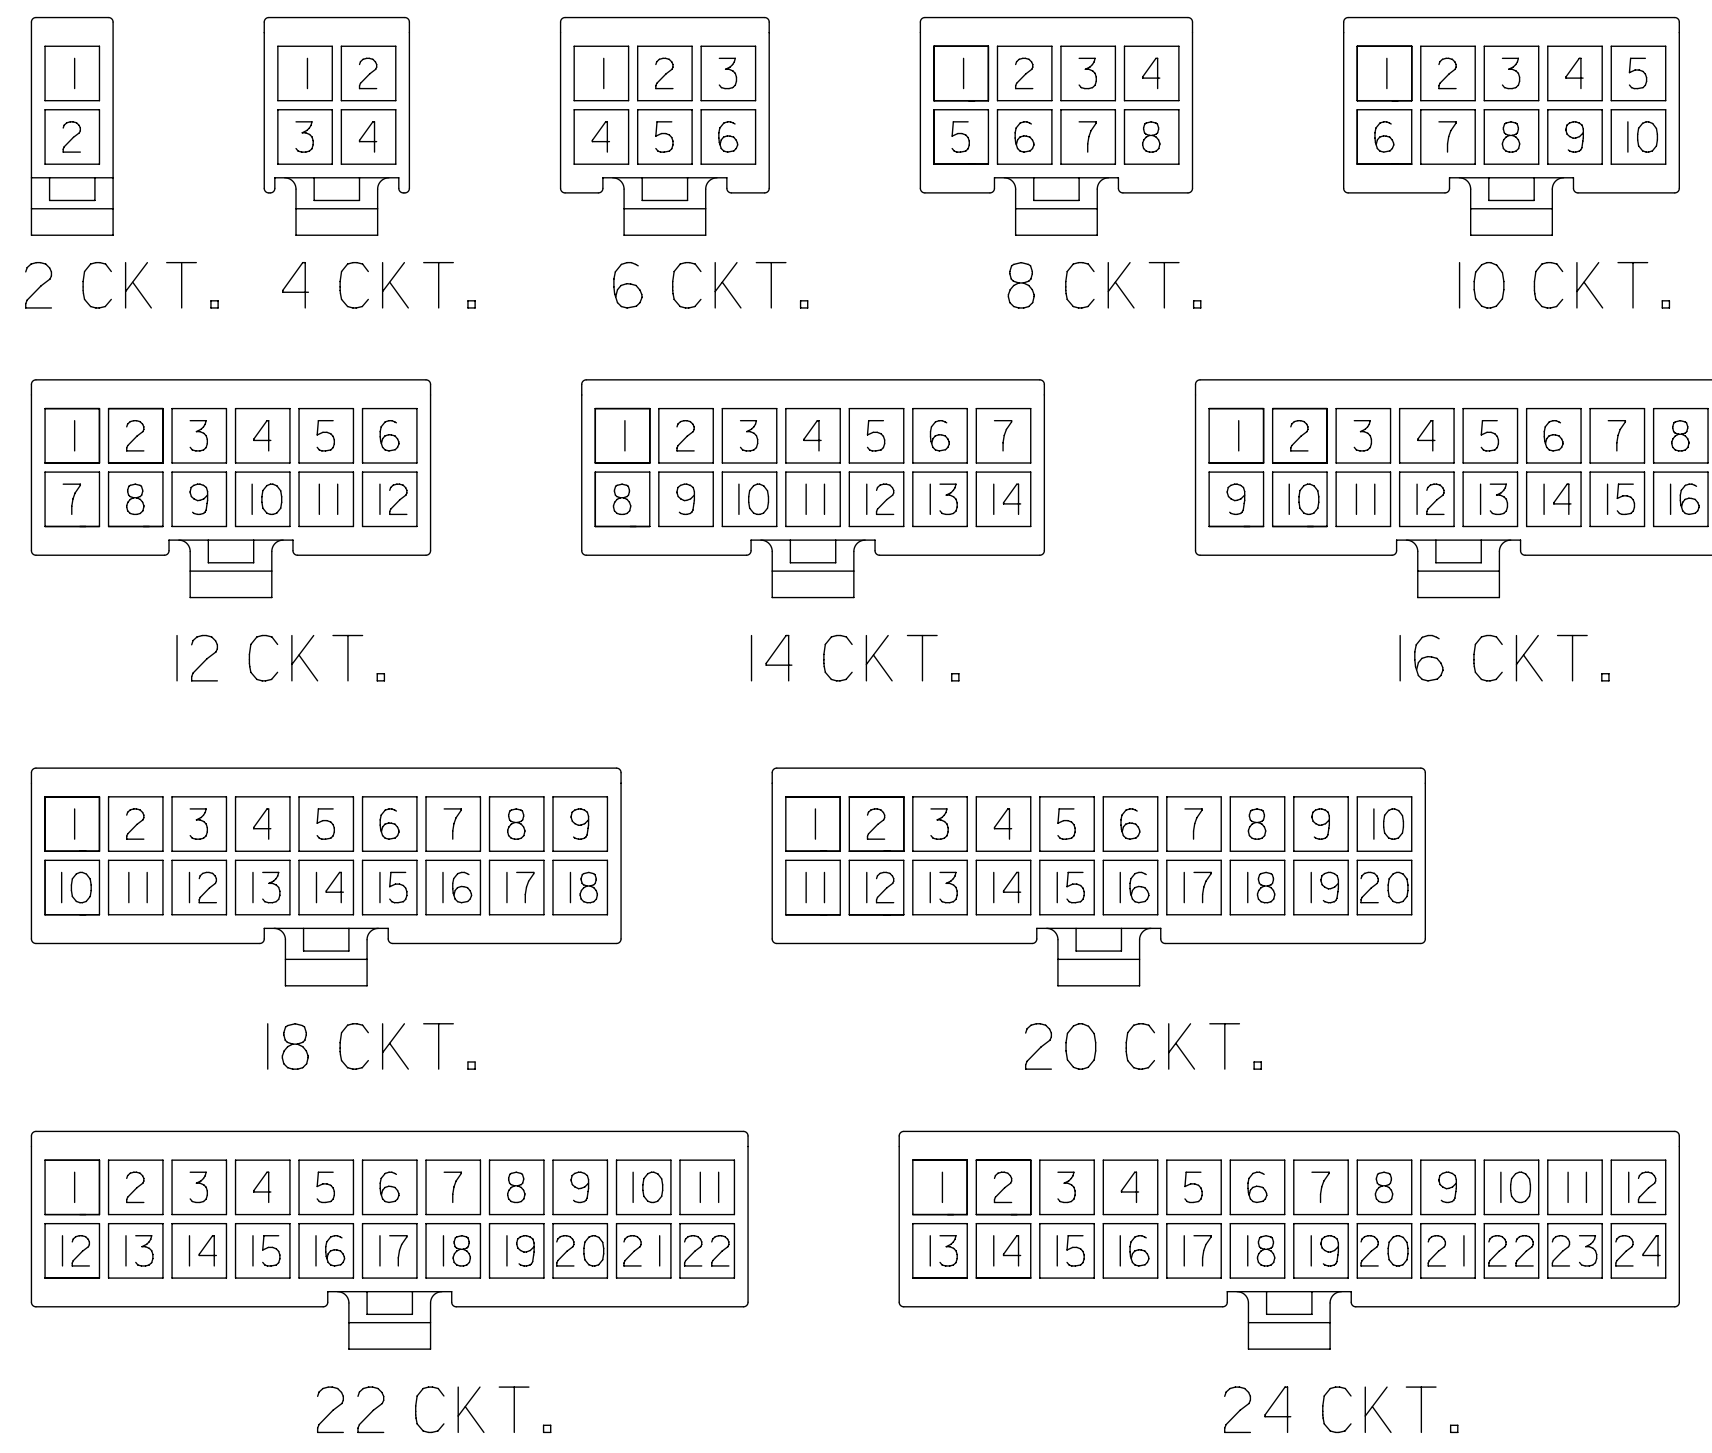 1 1 2 1 2 3 1 2 3 4 1 2 3 4 5
2 3 4 4 5 6 5 6 7 8 6 7 8 9 10
2 CKT. 4 CKT. 6 CKT. 8 CKT. 10 CKT.
1 2 3 4 5 6 1 2 3 4 5 6 7 1 2 3 4 5 6 7 8
7 8 9 10 11 12 8 9 10 11 12 13 14 9 10 11 12 13 14 15 16
12 CKT. 14 CKT. 16 CKT.
1 2 3 4 5 6 7 8 9 1 2 3 4 5 6 7 8 9 10
10 11 12 13 14 15 16 17 18 11 12 13 14 15 16 17 18 19 20
18 CKT. 20 CKT.
1 2 3 4 5 6 7 8 9 10 11 1 2 3 4 5 6 7 8 9 10 11 12
12 13 14 15 16 17 18 19 20 21 22 13 14 15 16 17 18 19 20 21 22 23 24
22 CKT. 24 CKT.